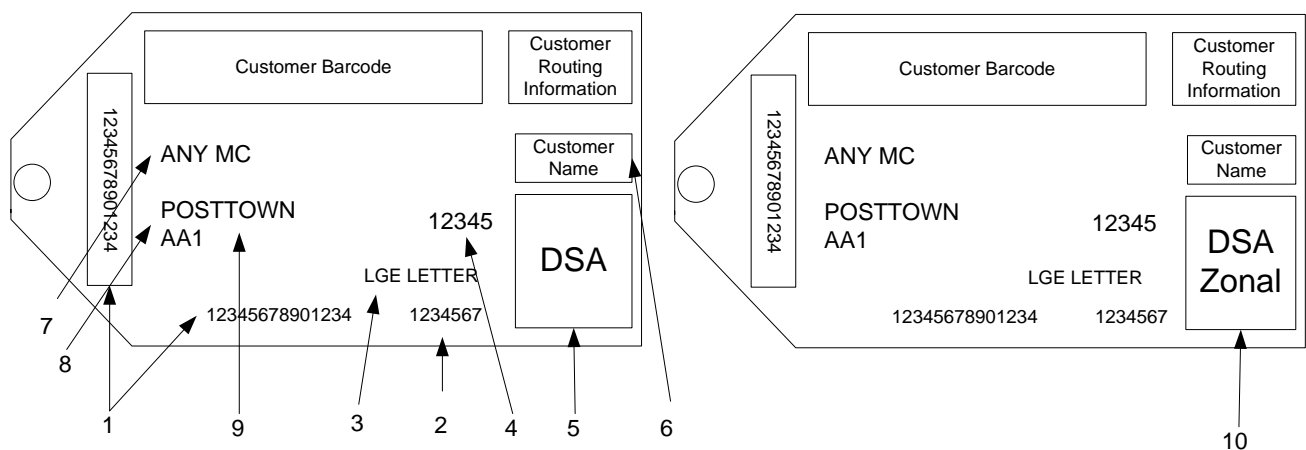 Customer Barcode
Customer
Routing
Information
12345678901234
ANY MC
Customer
Name
POSTTOWN
AA1
12345
DSA
LGE LETTER
12345678901234
1234567
7
8
1
9
3
2
4
5
6
Customer Barcode
Customer
Routing
Information
12345678901234
ANY MC
Customer
Name
POSTTOWN
AA1
12345
DSA
Zonal
LGE LETTER
12345678901234
1234567
10